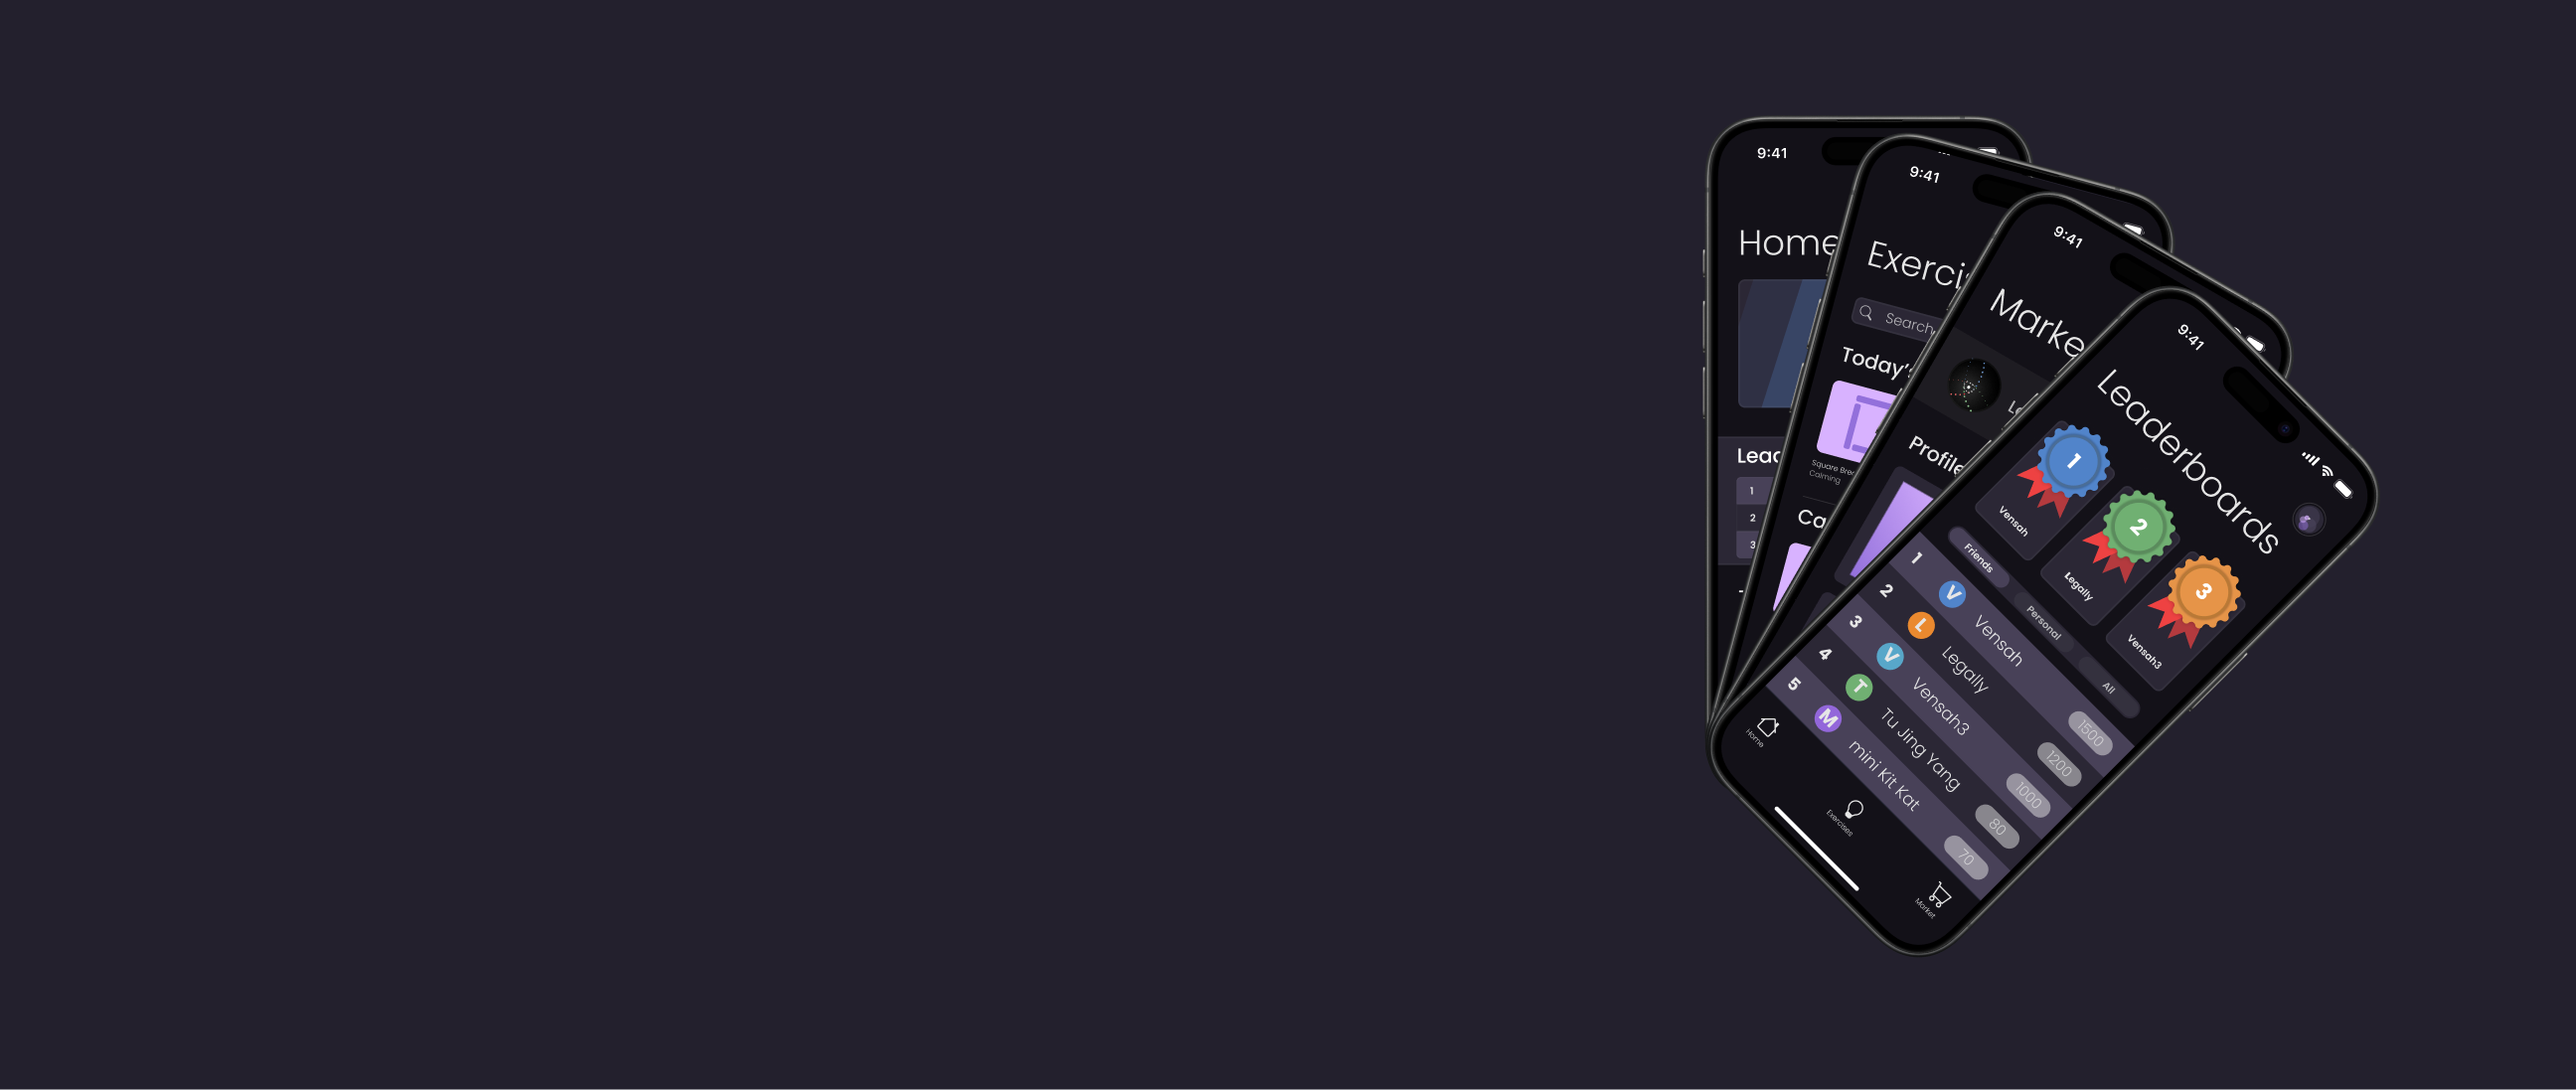 9:41
Home
Lead
1
2
3
9:41
Exerci
Search
Today's
Square Brea
Calming
Ca
9:41
Marke
Le
Profile
9:41
Leaderboards
1
Vensah
2
Legally
3
Vensah3
Friends
Personal
All
1 V Vensah 1500
2 L Legally 1200
3 V Vensah3 1000
4 T Tu Jing Yang 80
5 M mini Kit Kat 70
Home
Exercises
Market